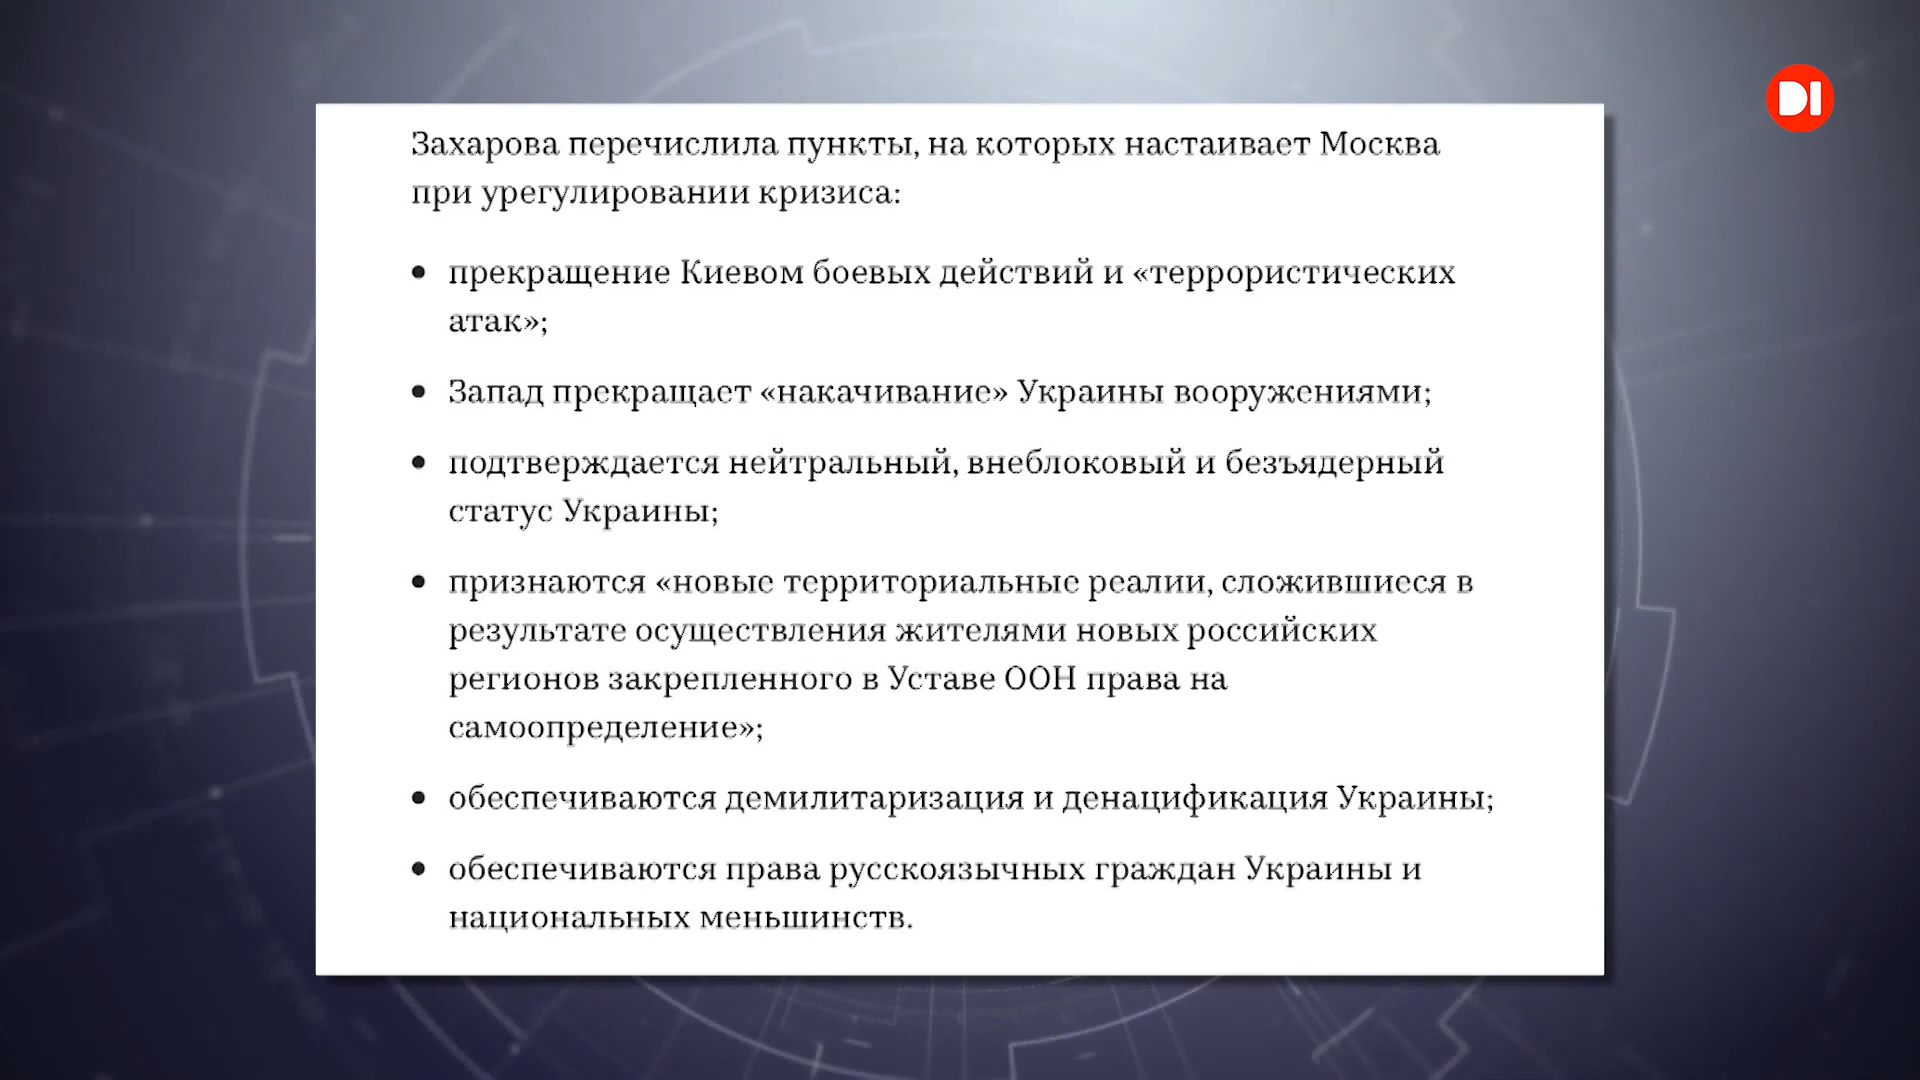 DI
Захарова перечислила пункты, на которых настаивает Москва
при урегулировании кризиса:
• прекращение Киевом боевых действий и «террористических
атак»;
• Запад прекращает «накачивание» Украины вооружениями;
• подтверждается нейтральный, внеблоковый и безъядерный
статус Украины;
• признаются «новые территориальные реалии, сложившиеся в
результате осуществления жителями новых российских
регионов закрепленного в Уставе ООН права на
самоопределение»;
• обеспечиваются демилитаризация и денацификация Украины;
• обеспечиваются права русскоязычных граждан Украины и
национальных меньшинств.